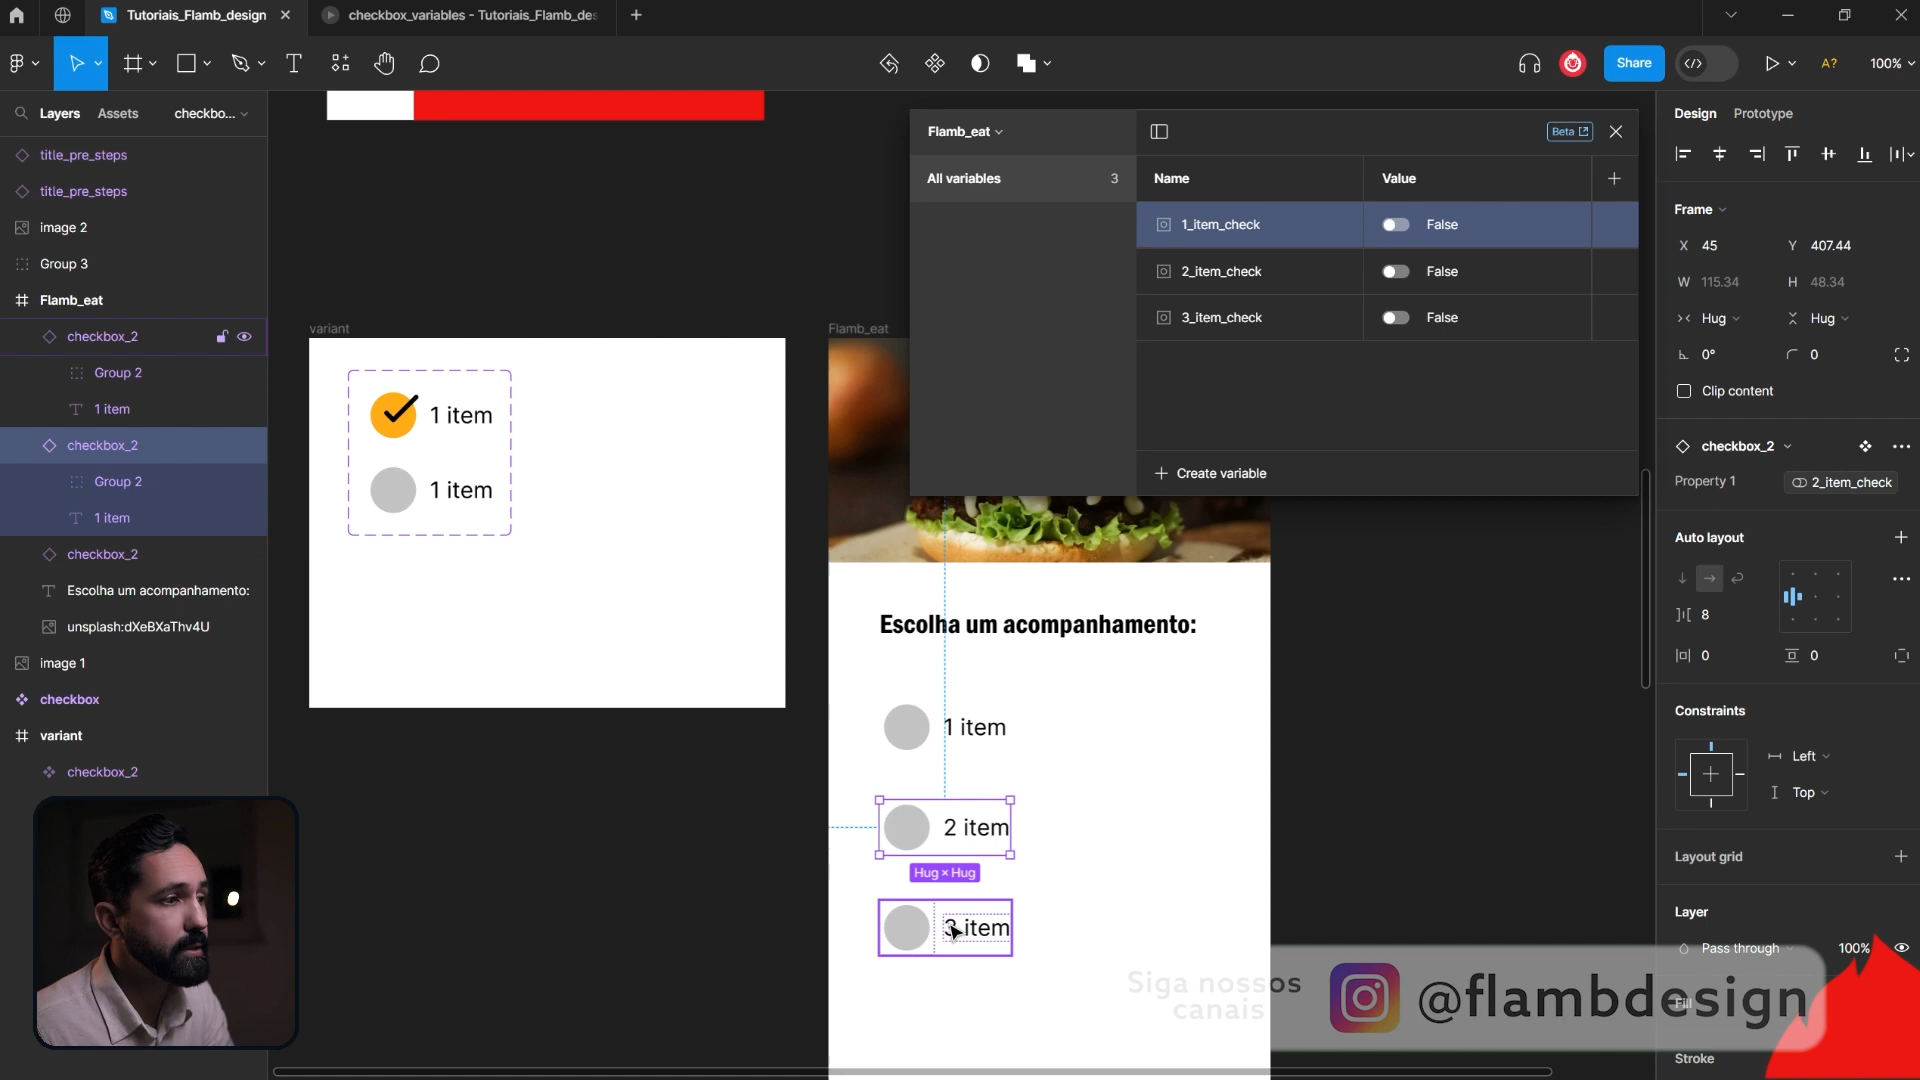 Tutoriais_Flamb_design
checkbox_variables - Tutoriais_Flamb_des
Share
A?
100%
Layers
Assets
checkbo...
title_pre_steps
title_pre_steps
image 2
Group 3
Flamb_eat
checkbox_2
Group 2
1 item
checkbox_2
Group 2
1 item
checkbox_2
Escolha um acompanhamento:
unsplash:dXeBXaThv4U
image 1
checkbox
variant
checkbox_2
variant
1 item
1 item
Flamb_eat
Escolha um acompanhamento:
1 item
2 item
Hug × Hug
3 item
Flamb_eat
Beta
All variables
3
Name
Value
1_item_check
False
2_item_check
False
3_item_check
False
Create variable
Design
Prototype
Frame
X 45
Y 407.44
W 115.34
H 48.34
Hug
Hug
0°
0
Clip content
checkbox_2
Property 1
2_item_check
Auto layout
8
0
0
Constraints
Left
Top
Layout grid
Layer
Pass through
100%
Fill
Stroke
Siga nossos
canais
@flambdesign